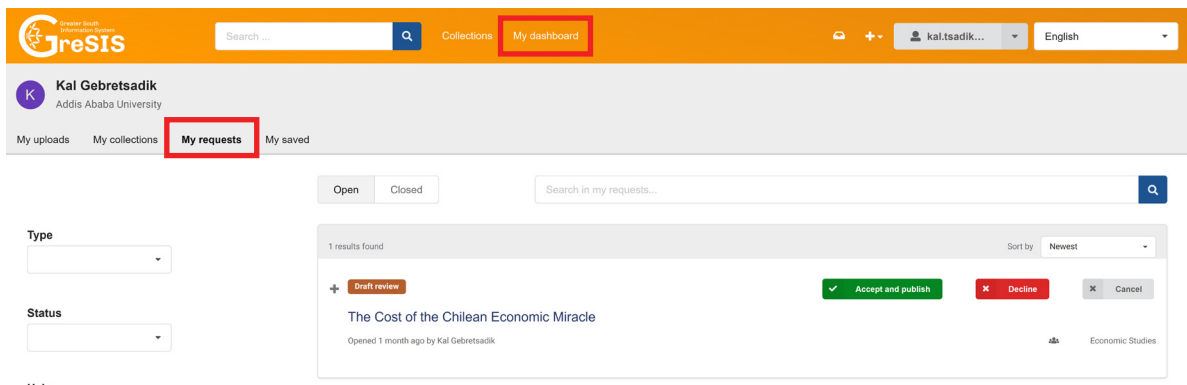 Greater South
Information System
GreSIS
Search ...
Collections
My dashboard
kal.tsadik...
English
K
Kal Gebretsadik
Addis Ababa University
My uploads
My collections
My requests
My saved
Open
Closed
Search in my requests...
Type
1 results found
Sort by
Newest
Draft review
Accept and publish
Decline
Cancel
Status
The Cost of the Chilean Economic Miracle
Opened 1 month ago by Kal Gebretsadik
Economic Studies